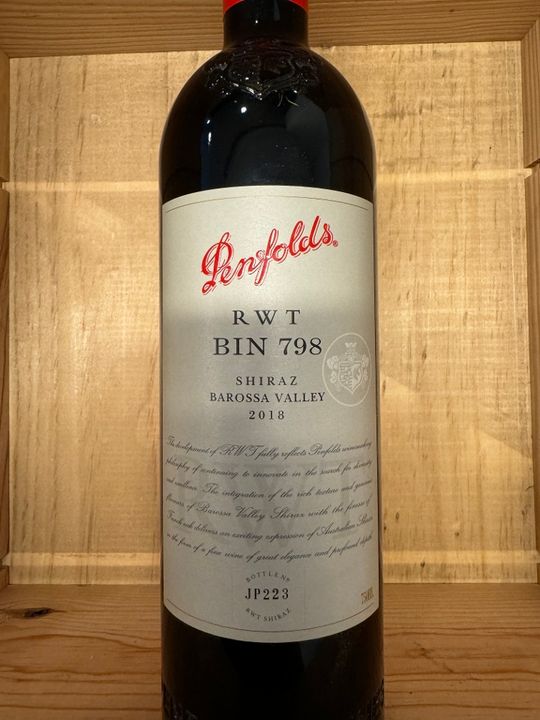 Penfolds®
RWT
BIN 798
SHIRAZ
BAROSSA VALLEY
2018
The development of RWT fully reflects Penfolds winemaking
philosophy of continuing to innovate in the search for diversity
and excellence. The integration of the rich texture and generous
flavours of Barossa Valley Shiraz with the finesse of
French oak delivers an exciting expression of Australian Shiraz
in the form of a fine wine of great elegance and profound
BOTTLE Nº
JP223
RWT SHIRAZ
750ML